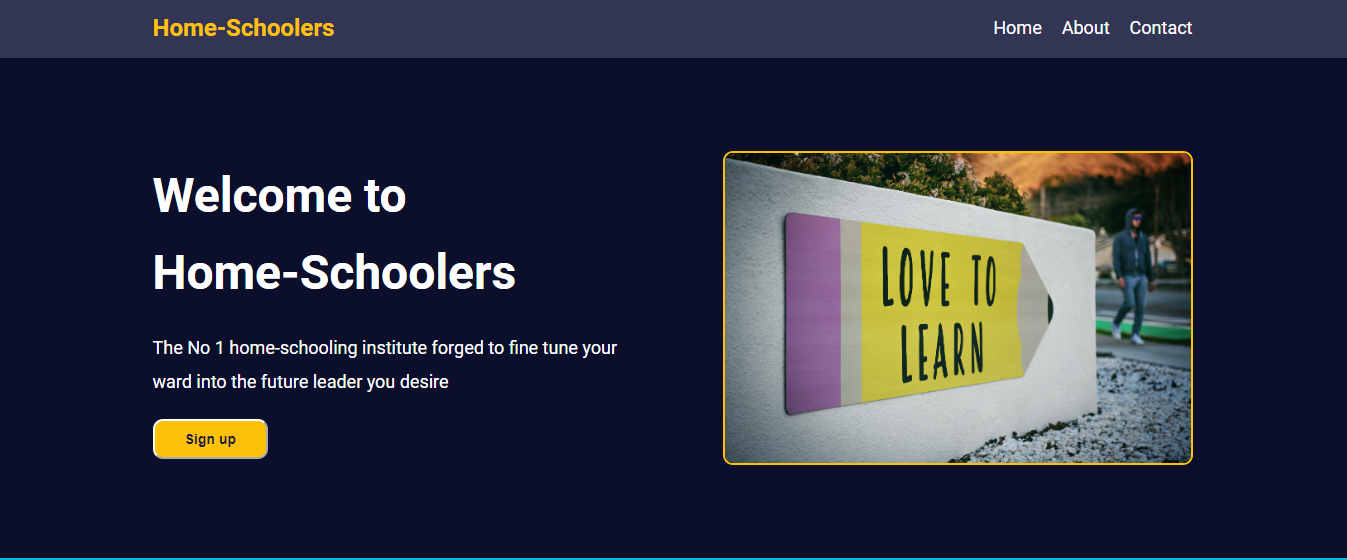 Home-Schoolers
Home About Contact
Welcome to
Home-Schoolers
The No 1 home-schooling institute forged to fine tune your
ward into the future leader you desire
Sign up
LOVE TO
LEARN